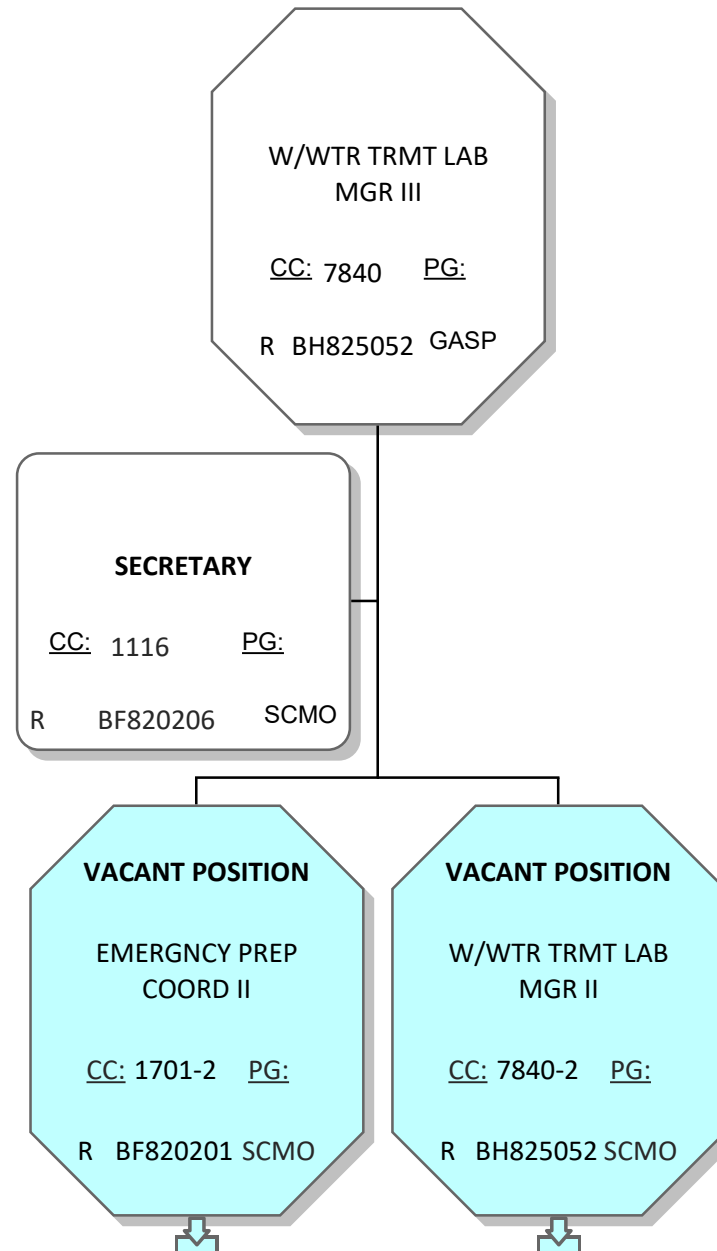 W/WTR TRMT LAB
MGR III
CC: 7840 PG:
R BH825052 GASP
SECRETARY
CC: 1116 PG:
R BF820206 SCMO
VACANT POSITION
EMERGNCY PREP
COORD II
CC: 1701-2 PG:
R BF820201 SCMO
VACANT POSITION
W/WTR TRMT LAB
MGR II
CC: 7840-2 PG:
R BH825052 SCMO